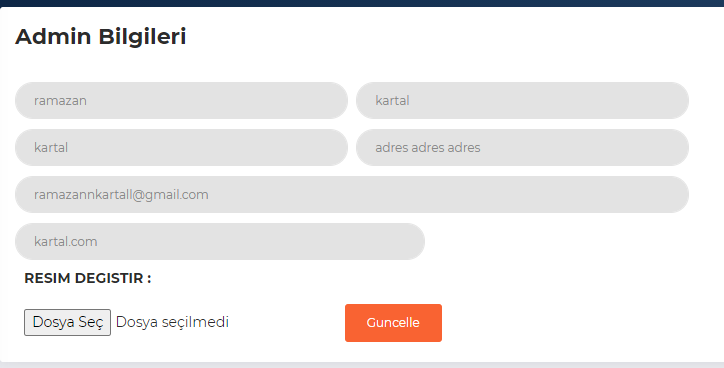 Admin Bilgileri
ramazan kartal
kartal adres adres adres
ramazannkartall@gmail.com
kartal.com
RESIM DEGISTIR :
Dosya Seç Dosya seçilmedi Guncelle